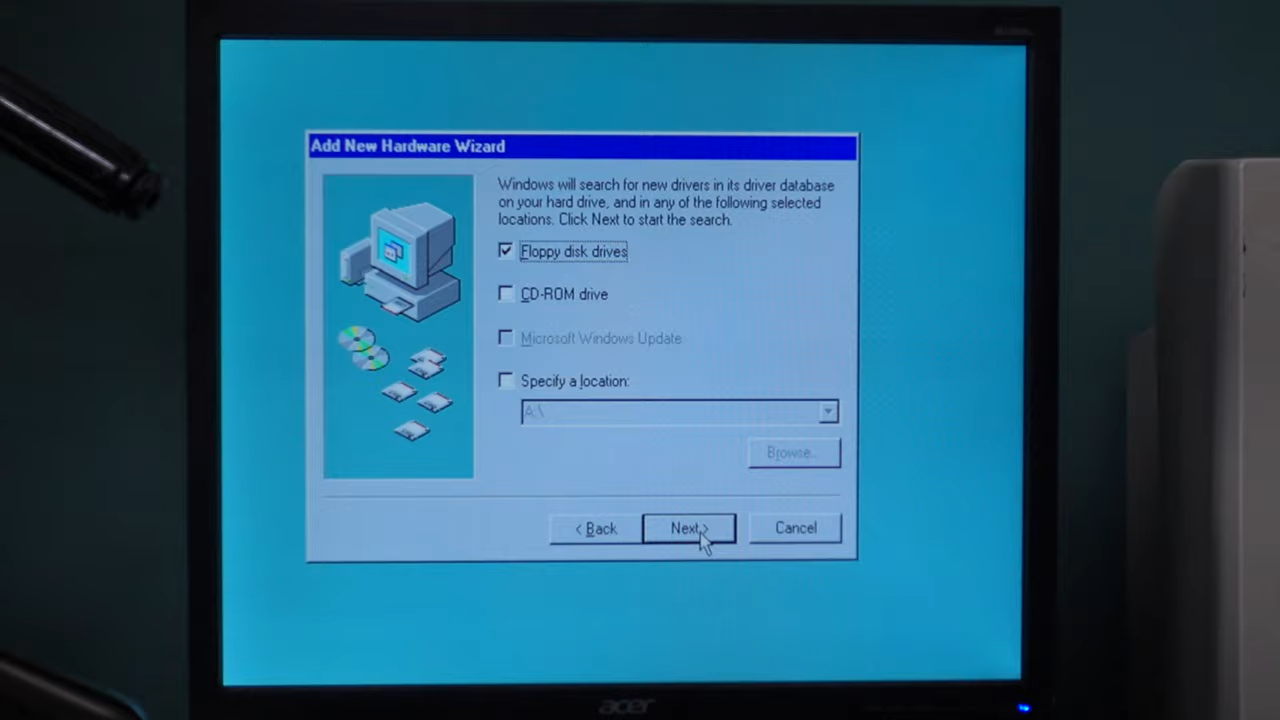 Add New Hardware Wizard
Windows will search for new drivers in its driver database
on your hard drive, and in any of the following selected
locations. Click Next to start the search.
Floppy disk drives
CD-ROM drive
Microsoft Windows Update
Specify a location:
A:\
Browse...
< Back
Next >
Cancel
acer